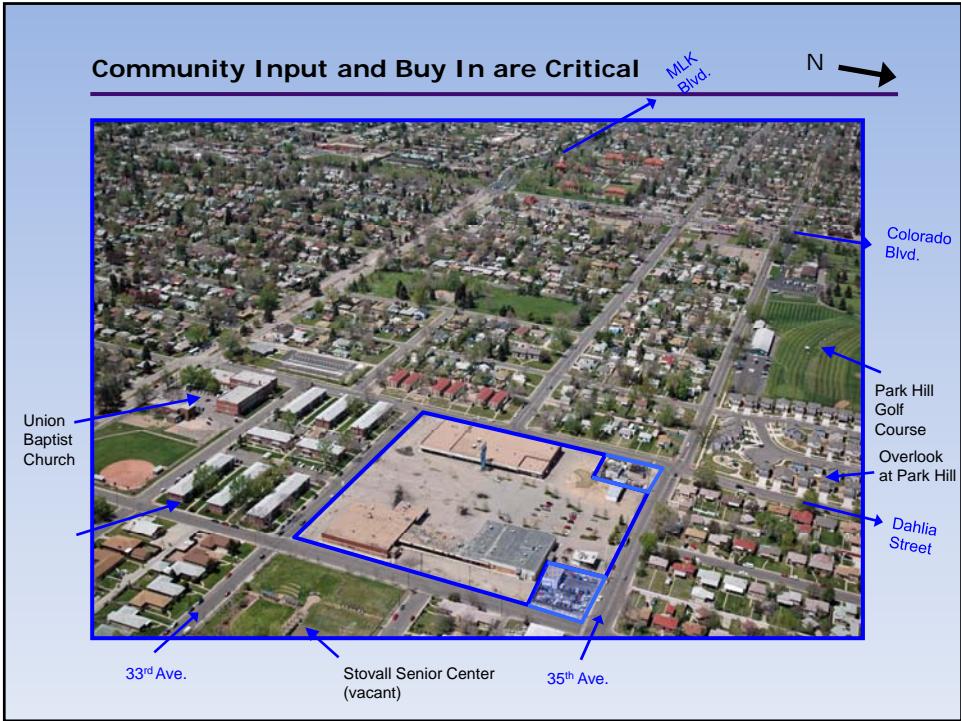 Community Input and Buy In are Critical
MLK
Blvd.
N
Colorado
Blvd.
Union
Baptist
Church
Park Hill
Golf
Course
Overlook
at Park Hill
Dahlia
Street
33rd Ave.
Stovall Senior Center
(vacant)
35th Ave.